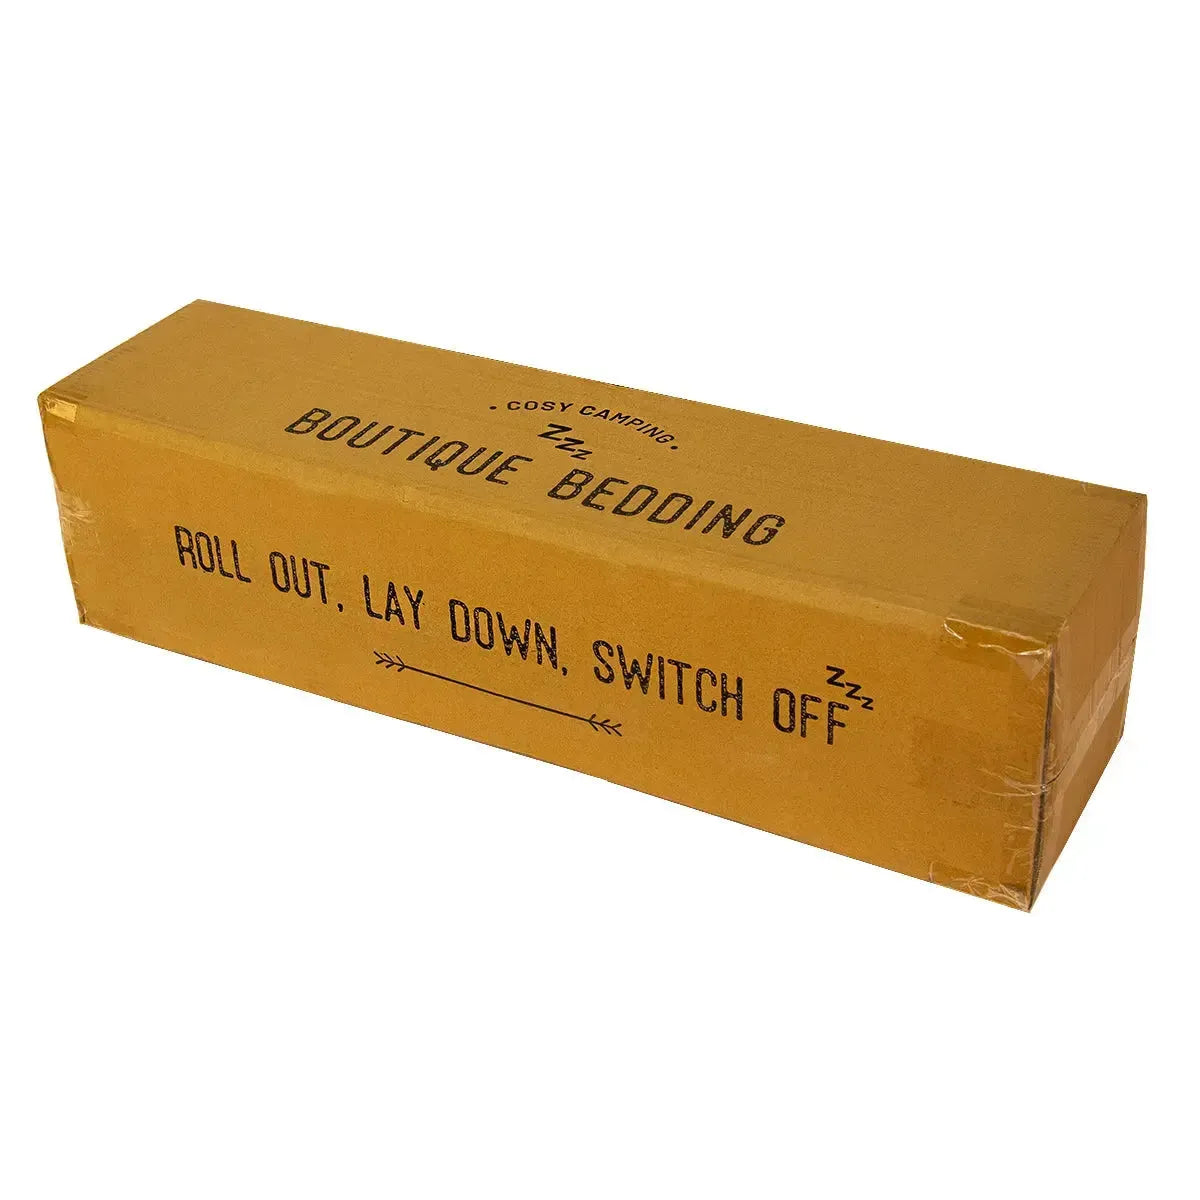 . COSY CAMPING .
ZZZ
BOUTIQUE BEDDING
ROLL OUT, LAY DOWN, SWITCH OFF ZZZ